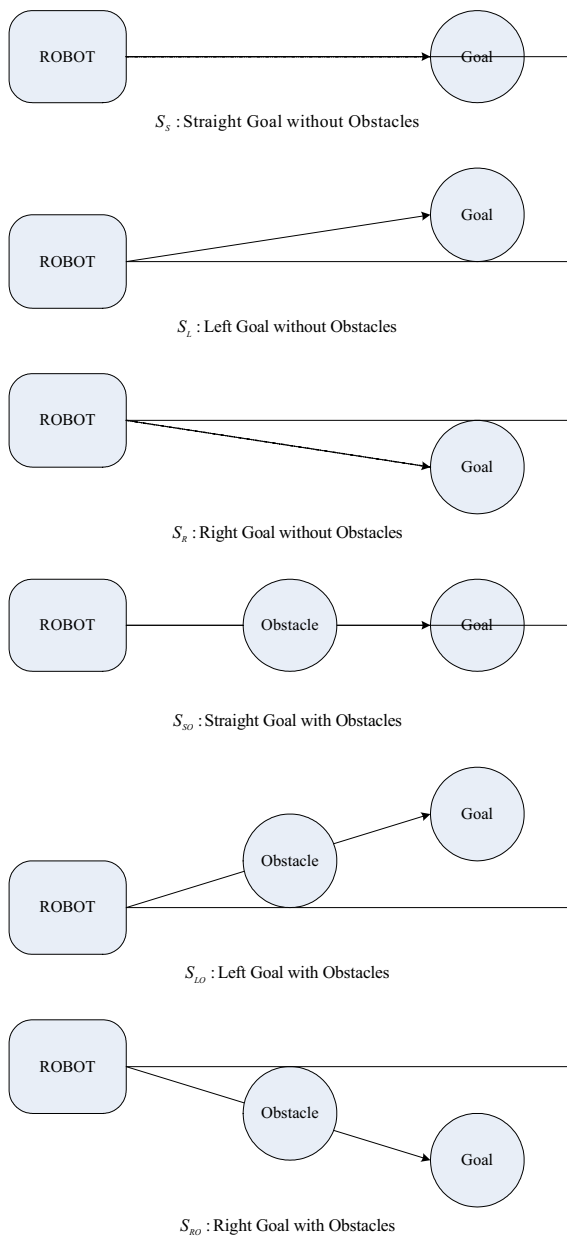 ROBOT
Goal
S_S : Straight Goal without Obstacles
Goal
ROBOT
S_L : Left Goal without Obstacles
ROBOT
Goal
S_R : Right Goal without Obstacles
ROBOT
Obstacle
Goal
S_SO : Straight Goal with Obstacles
Goal
Obstacle
ROBOT
S_LO : Left Goal with Obstacles
ROBOT
Obstacle
Goal
S_RO : Right Goal with Obstacles